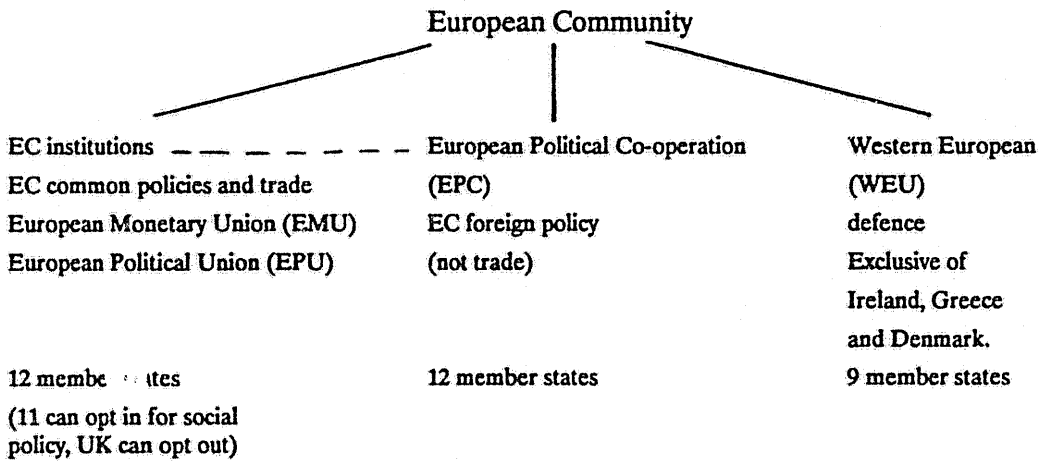 European Community
EC institutions — — — — — — European Political Co-operation
Western European
EC common policies and trade
(EPC)
(WEU)
European Monetary Union (EMU)
EC foreign policy
defence
European Political Union (EPU)
(not trade)
Exclusive of
Ireland, Greece
and Denmark.
12
12 member states
9 member states
(11 can opt in for social
policy, UK can opt out)